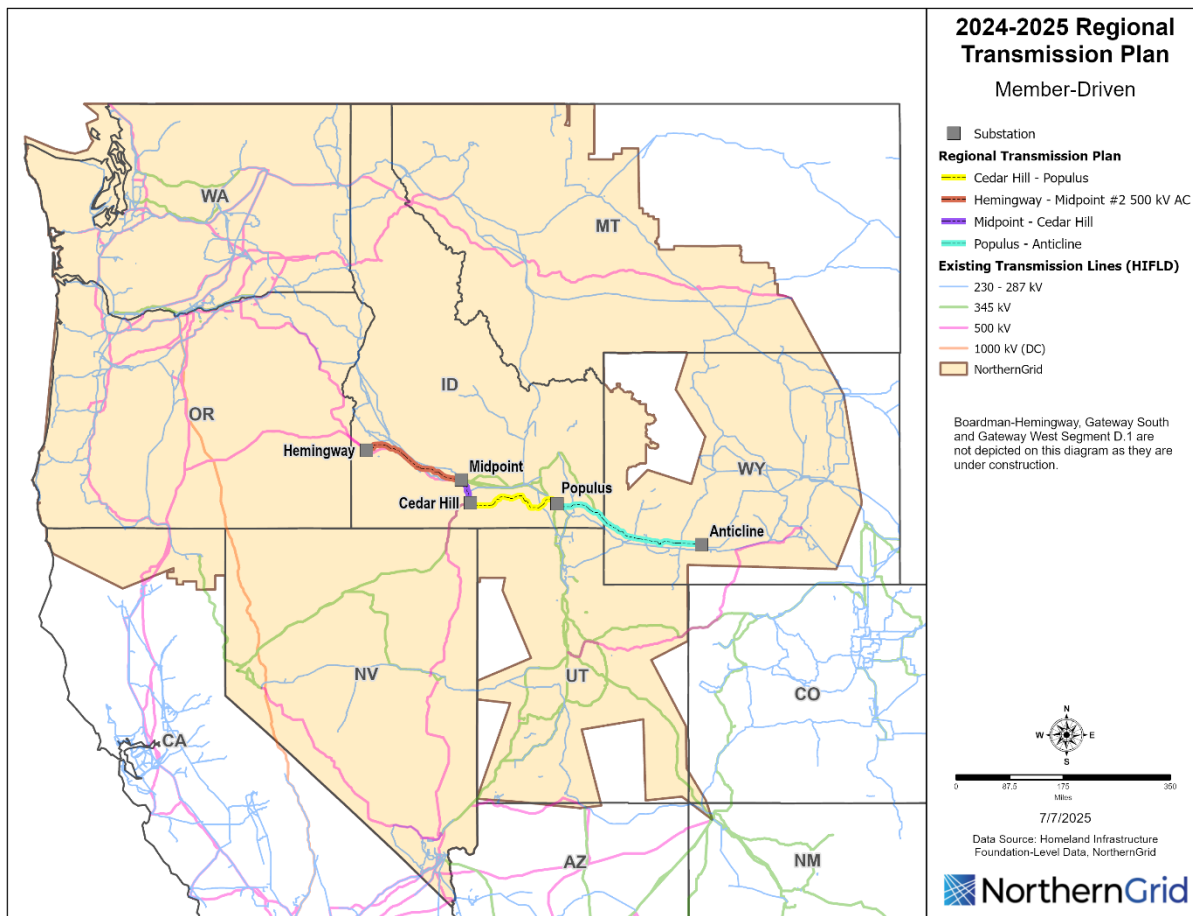 WA
MT
OR
ID
WY
Hemingway
Midpoint
Cedar Hill
Populus
Anticline
NV
UT
CO
CA
AZ
NM
2024-2025 Regional
Transmission Plan
Member-Driven
Substation
Regional Transmission Plan
Cedar Hill - Populus
Hemingway - Midpoint #2 500 kV AC
Midpoint - Cedar Hill
Populus - Anticline
Existing Transmission Lines (HIFLD)
230 - 287 kV
345 kV
500 kV
1000 kV (DC)
NorthernGrid
Boardman-Hemingway, Gateway South
and Gateway West Segment D.1 are
not depicted on this diagram as they are
under construction.
N
W E
S
0 87.5 175 350
Miles
7/7/2025
Data Source: Homeland Infrastructure
Foundation-Level Data, NorthernGrid
NorthernGrid